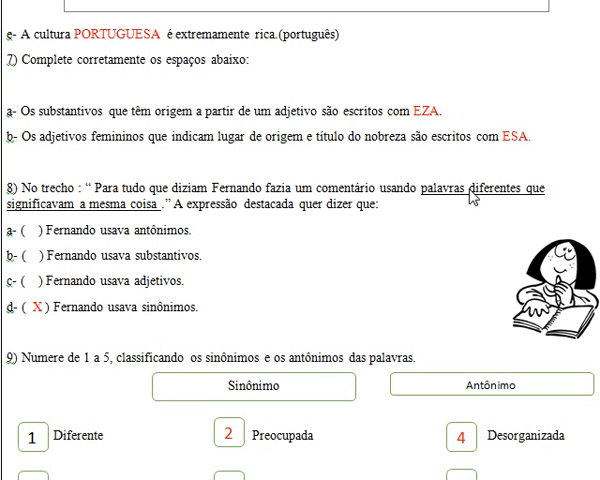 e- A cultura PORTUGUESA é extremamente rica.(português)
7) Complete corretamente os espaços abaixo:
a- Os substantivos que têm origem a partir de um adjetivo são escritos com EZA.
b- Os adjetivos femininos que indicam lugar de origem e título do nobreza são escritos com ESA.
8) No trecho : “ Para tudo que diziam Fernando fazia um comentário usando palavras diferentes que
significavam a mesma coisa .” A expressão destacada quer dizer que:
a- ( ) Fernando usava antônimos.
b- ( ) Fernando usava substantivos.
c- ( ) Fernando usava adjetivos.
d- ( X ) Fernando usava sinônimos.
9) Numere de 1 a 5, classificando os sinônimos e os antônimos das palavras.
Sinônimo Antônimo
1 Diferente 2 Preocupada 4 Desorganizada